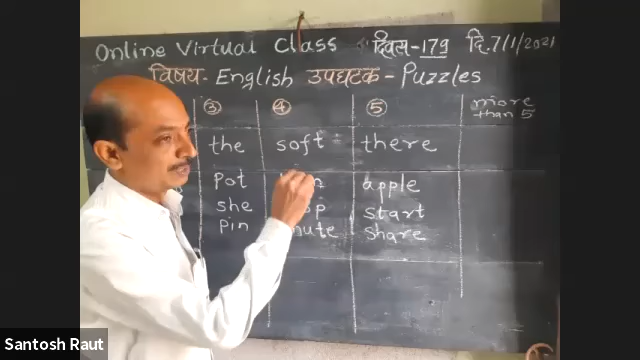 Online Virtual Class दिवस-179 दि.7/1/2021
विषय- English उपघटक - Puzzles
③ ④ ⑤ more than 5
the soft there
pot apple
she start
pin share
Santosh Raut